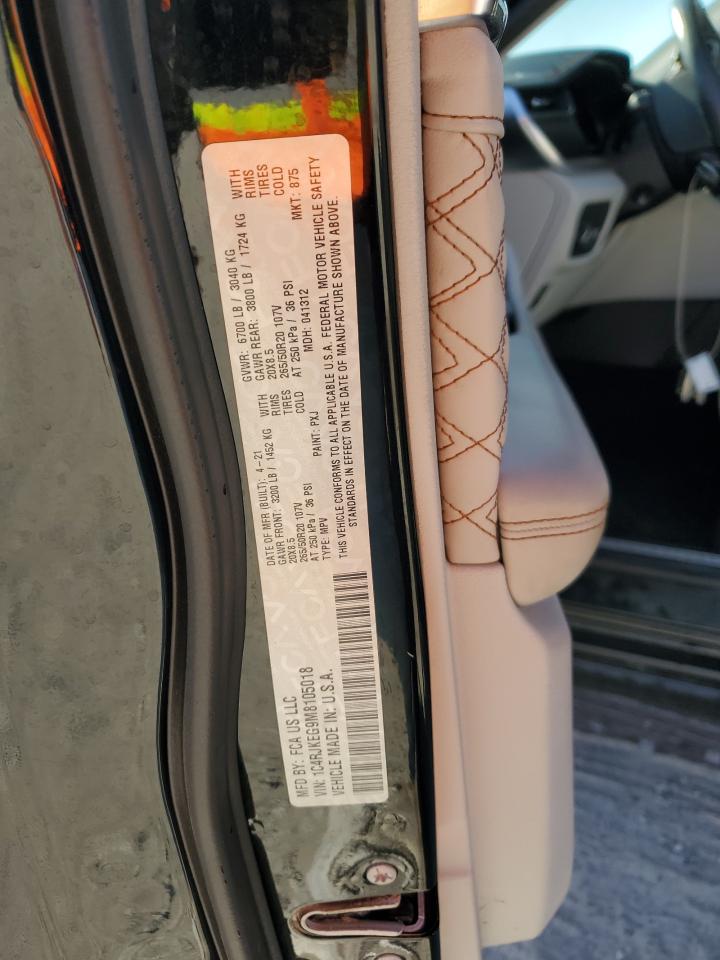 MFD BY: FCA US LLC
DATE OF MFR (BUILT): 4-21
GVWR: 6700 LB / 3040 KG
GAWR FRONT: 3200 LB / 1452 KG WITH
GAWR REAR: 3800 LB / 1724 KG WITH
20X8.5 RIMS
20X8.5 RIMS
265/50R20 107V TIRES
265/50R20 107V TIRES
AT 250 kPa / 36 PSI COLD
AT 250 kPa / 36 PSI COLD
VIN: 1C4RJKEG9M8105018
TYPE: MPV
PAINT: PXJ
MDH: 041312
MKT: 875
VEHICLE MADE IN: U.S.A.
THIS VEHICLE CONFORMS TO ALL APPLICABLE U.S.A. FEDERAL MOTOR VEHICLE SAFETY
STANDARDS IN EFFECT ON THE DATE OF MANUFACTURE SHOWN ABOVE.